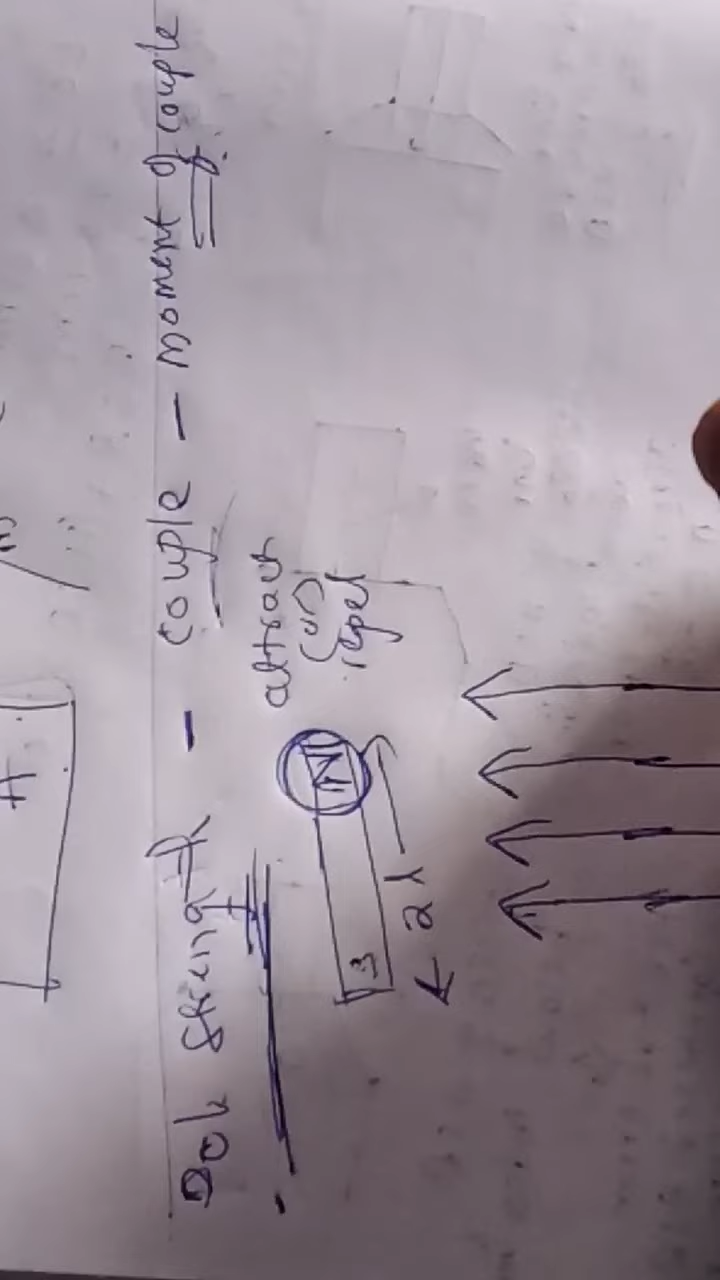 Pole strength - couple - moment of couple
attract
(or)
repel
N
S
2l
A